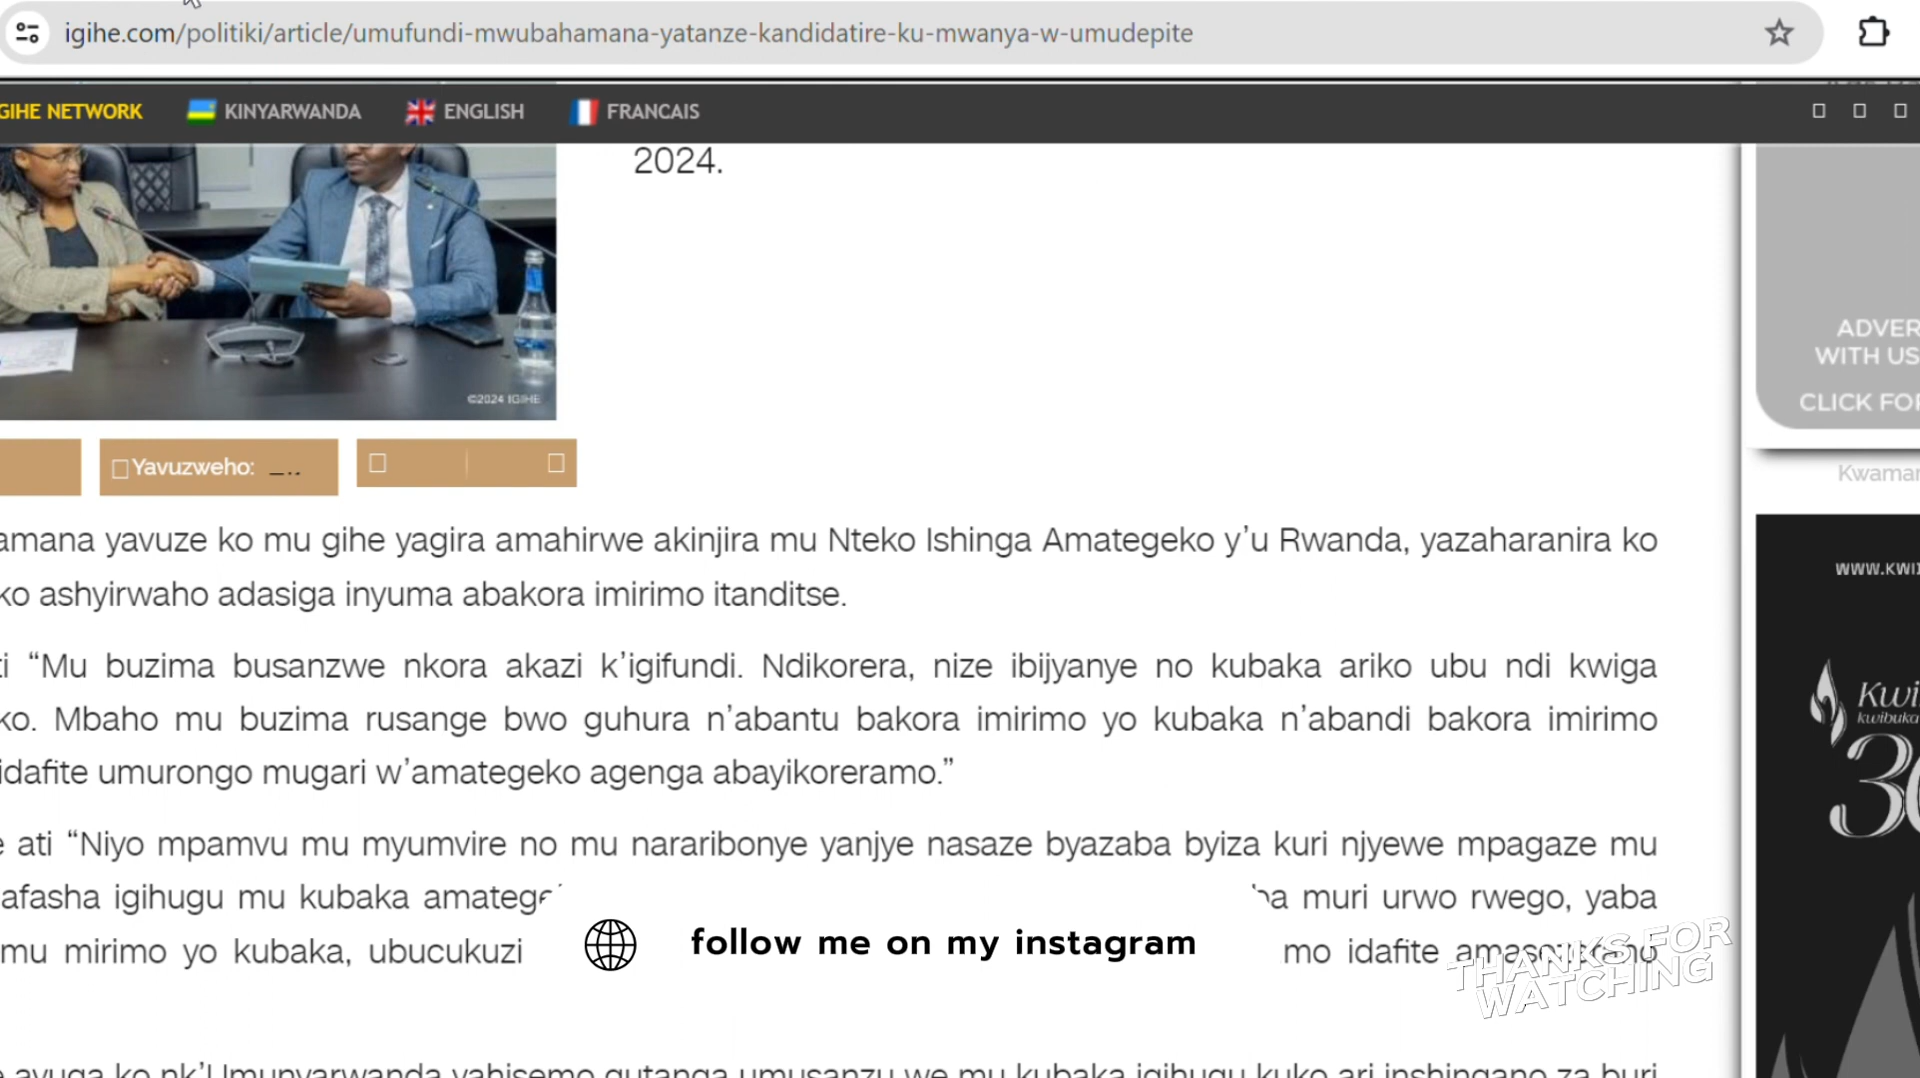 igihe.com/politiki/article/umufundi-mwubahamana-yatanze-kandidatire-ku-mwanya-w-umudepite
GIHE NETWORK KINYARWANDA ENGLISH FRANCAIS
2024.
©2024 IGIHE
ADVER
WITH US
CLICK FOR
Yavuzweho:
Kwamam
amana yavuze ko mu gihe yagira amahirwe akinjira mu Nteko Ishinga Amategeko y’u Rwanda, yazaharanira ko
ko ashyirwaho adasiga inyuma abakora imirimo itanditse.
WWW.KWI
ti “Mu buzima busanzwe nkora akazi k’igifundi. Ndikorera, nize ibijyanye no kubaka ariko ubu ndi kwiga
ko. Mbaho mu buzima rusange bwo guhura n’abantu bakora imirimo yo kubaka n’abandi bakora imirimo
idafite umurongo mugari w’amategeko agenga abayikoreramo.”
Kwi
kwibuka
30
e ati “Niyo mpamvu mu myumvire no mu nararibonye yanjye nasaze byazaba byiza kuri njyewe mpagaze mu
afasha igihugu mu kubaka amatege ba muri urwo rwego, yaba
mu mirimo yo kubaka, ubucukuzi mo idafite amasezerano
follow me on my instagram
THANKS FOR
WATCHING
e avuga ko nk’Umunyarwanda yahisemo gutanga umusanzu we mu kubaka igihugu kuko ari inshingano za buri